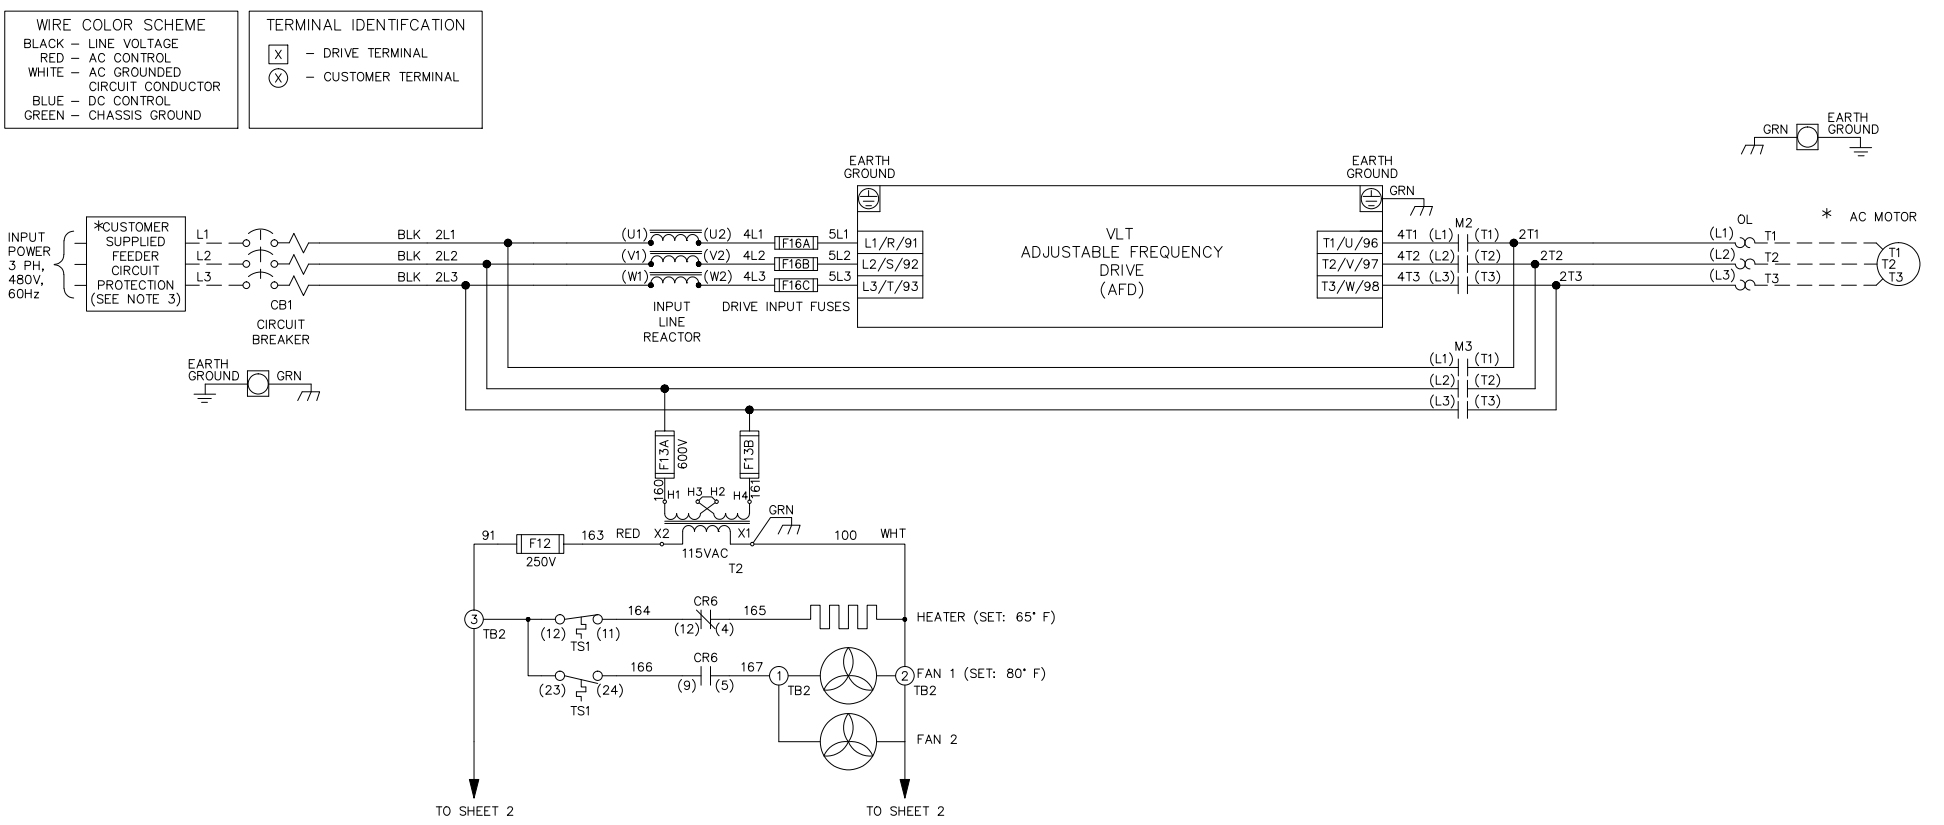 WIRE COLOR SCHEME
BLACK – LINE VOLTAGE
RED – AC CONTROL
WHITE – AC GROUNDED
CIRCUIT CONDUCTOR
BLUE – DC CONTROL
GREEN – CHASSIS GROUND
TERMINAL IDENTIFCATION
X – DRIVE TERMINAL
X – CUSTOMER TERMINAL
GRN
EARTH
GROUND
INPUT
POWER
3 PH,
480V,
60Hz
*CUSTOMER
SUPPLIED
FEEDER
CIRCUIT
PROTECTION
(SEE NOTE 3)
L1
L2
L3
CB1
CIRCUIT
BREAKER
BLK 2L1
BLK 2L2
BLK 2L3
(U1) (U2) 4L1 F16A 5L1
(V1) (V2) 4L2 F16B 5L2
(W1) (W2) 4L3 F16C 5L3
INPUT
LINE
REACTOR
DRIVE INPUT FUSES
EARTH
GROUND
L1/R/91
L2/S/92
L3/T/93
VLT
ADJUSTABLE FREQUENCY
DRIVE
(AFD)
EARTH
GROUND
GRN
T1/U/96
T2/V/97
T3/W/98
M2
4T1 (L1) (T1) 2T1
4T2 (L2) (T2) 2T2
4T3 (L3) (T3) 2T3
OL
(L1) T1
(L2) T2
(L3) T3
* AC MOTOR
T1
T2
T3
M3
(L1) (T1)
(L2) (T2)
(L3) (T3)
EARTH
GROUND
GRN
F13A
600V
F13B
160
161
H1 H3 H2 H4
GRN
91 F12 163 RED X2 X1 100 WHT
250V
115VAC
T2
3
TB2
(12) (11)
TS1
164
CR6
(12) (4)
165
HEATER (SET: 65° F)
(23) (24)
TS1
166
CR6
(9) (5)
167
1
TB2
2
TB2
FAN 1 (SET: 80° F)
FAN 2
TO SHEET 2
TO SHEET 2